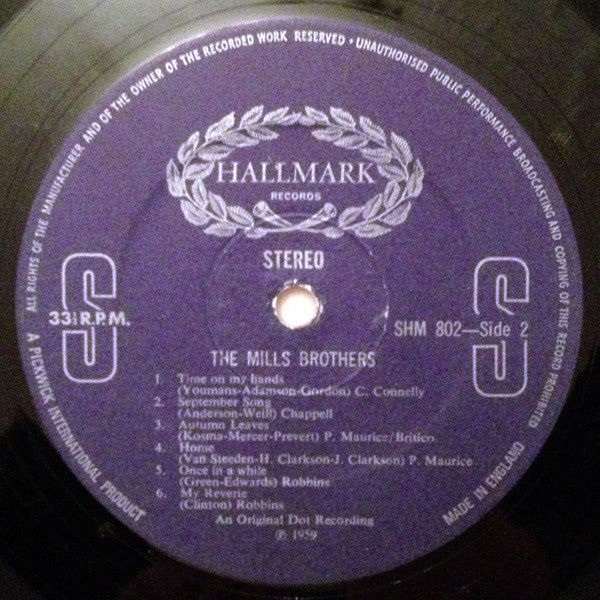 ALL RIGHTS OF THE MANUFACTURER AND OF THE OWNER OF THE RECORDED WORK RESERVED • UNAUTHORISED PUBLIC PERFORMANCE BROADCASTING AND COPYING OF THIS RECORD PROHIBITED
HALLMARK
RECORDS
STEREO
S
S
33⅓ R.P.M.
SHM 802—Side 2
THE MILLS BROTHERS
1. Time on my hands
(Youmans-Adamson-Gordon) C. Connelly
2. September Song
(Anderson-Weill) Chappell
3. Autumn Leaves
(Kosma-Mercer-Prevert) P. Maurice/Britico
4. Home
(Van Steeden-H. Clarkson-J. Clarkson) P. Maurice
5. Once in a while
(Green-Edwards) Robbins
6. My Reverie
(Clinton) Robbins
An Original Dot Recording
℗ 1959
A PICKWICK INTERNATIONAL PRODUCT
MADE IN ENGLAND